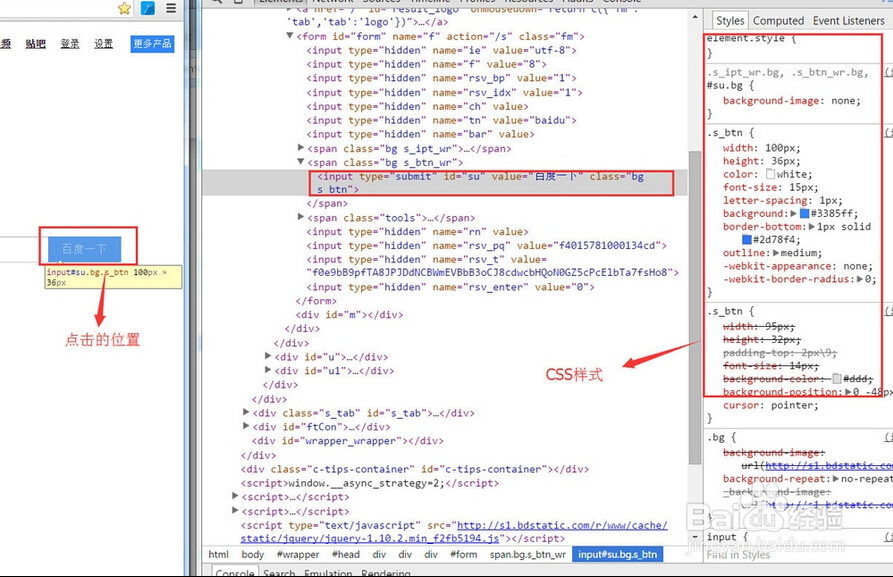 Elements Network Sources Timeline Profiles Resources Audits Console
贴吧 登录 设置 更多产品
百度一下
input#su.bg.s_btn 100px ×
36px
点击的位置
'tab','tab':'logo'})">…</a>
▼<form id="form" name="f" action="/s" class="fm">
<input type="hidden" name="ie" value="utf-8">
<input type="hidden" name="f" value="8">
<input type="hidden" name="rsv_bp" value="1">
<input type="hidden" name="rsv_idx" value="1">
<input type="hidden" name="ch" value>
<input type="hidden" name="tn" value="baidu">
<input type="hidden" name="bar" value>
▶<span class="bg s_ipt_wr">…</span>
▼<span class="bg s_btn_wr">
<input type="submit" id="su" value="百度一下" class="bg
s_btn">
</span>
▶<span class="tools">…</span>
<input type="hidden" name="rn" value>
<input type="hidden" name="rsv_pq" value="f4015781000134cd">
<input type="hidden" name="rsv_t" value=
"f0e9bB9pfTA8JPJDdNCBWmEVBbB3oCJ8cdwcbHQoN0GZ5cPcElbTa7fsHo8">
<input type="hidden" name="rsv_enter" value="0">
</form>
<div id="m"></div>
</div>
</div>
▶<div id="u">…</div>
▶<div id="u1">…</div>
</div>
</div>
▶<div class="s_tab" id="s_tab">…</div>
▶<div id="ftCon">…</div>
<div id="wrapper_wrapper"></div>
</div>
<div class="c-tips-container" id="c-tips-container"></div>
<script>window.__async_strategy=2;</script>
▶<script>…</script>
▶<script>…</script>
<script type="text/javascript" src="http://s1.bdstatic.com/r/www/cache/
static/jquery/jquery-1.10.2.min_f2fb5194.js"></script>
html body #wrapper #head div div div #form span.bg.s_btn_wr input#su.bg.s_btn
Console Search Emulation Rendering
CSS样式
Styles Computed Event Listeners
element.style {
}
.s_ipt_wr.bg, .s_btn_wr.bg,
#su.bg {
background-image: none;
}
.s_btn {
width: 100px;
height: 36px;
color: white;
font-size: 15px;
letter-spacing: 1px;
background:▶#3385ff;
border-bottom:▶1px solid
#2d78f4;
outline:▶medium;
-webkit-appearance: none;
-webkit-border-radius:▶0;
}
.s_btn {
width: 95px;
height: 32px;
padding-top: 2px\9;
font-size: 14px;
background-color: #ddd;
background-position:▶0 -48px
cursor: pointer;
}
.bg {
background-image:
url(http://s1.bdstatic.co
background-repeat:▶no-repeat
_background-image:
}
input {
Find in Styles
Baidu 经验
jingyan.baidu.com